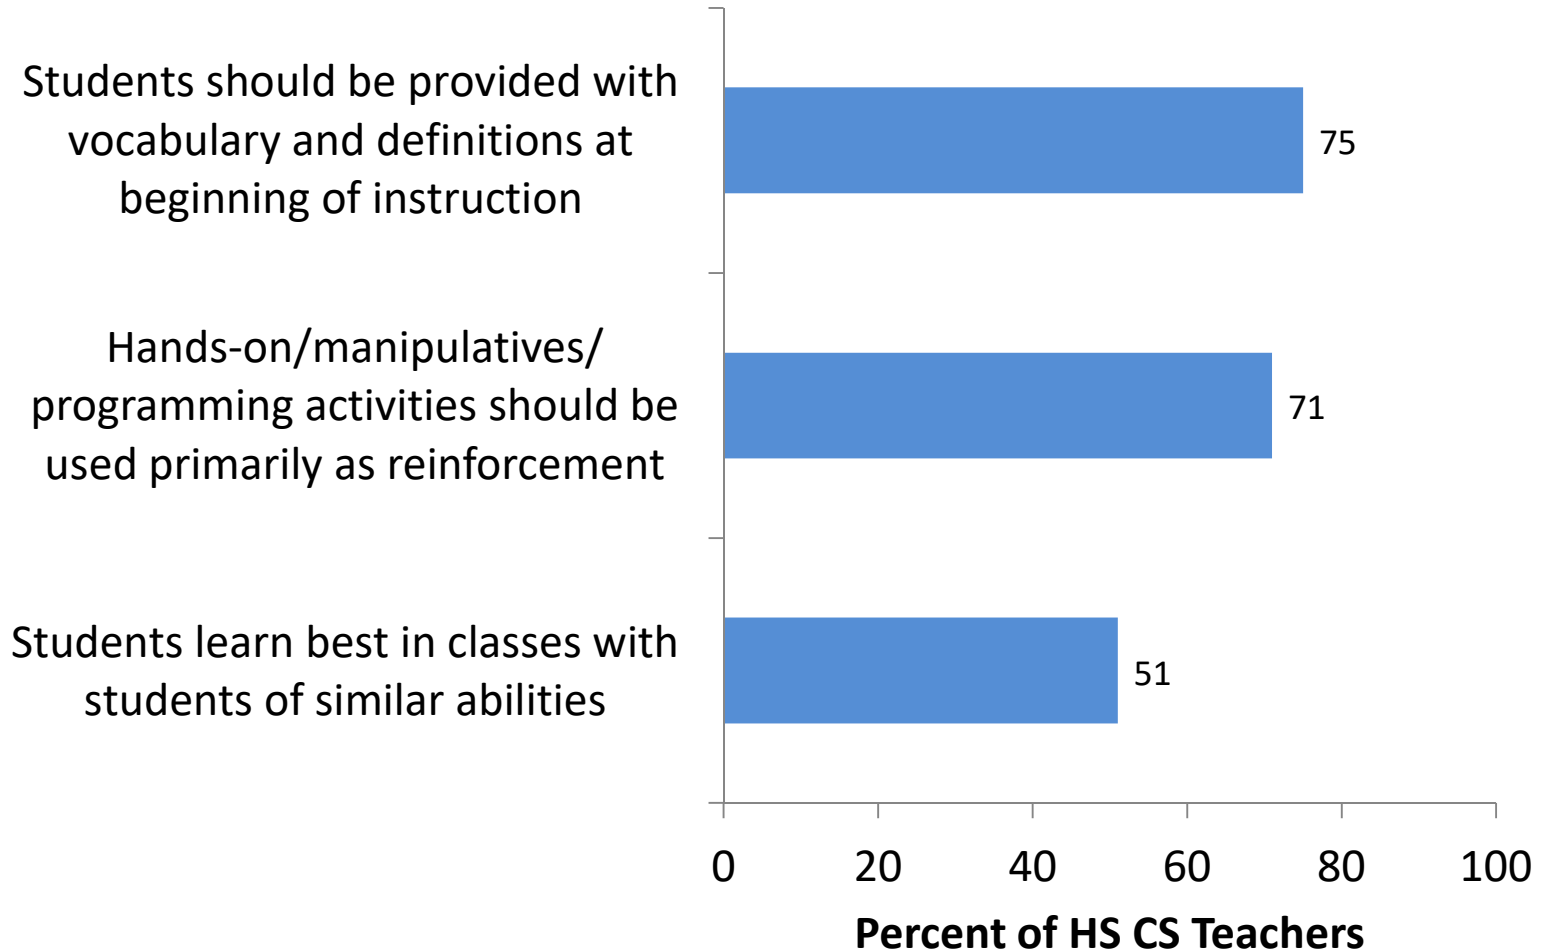 Students should be provided with
vocabulary and definitions at
beginning of instruction
75
Hands-on/manipulatives/
programming activities should be
used primarily as reinforcement
71
Students learn best in classes with
students of similar abilities
51
0 20 40 60 80 100
Percent of HS CS Teachers